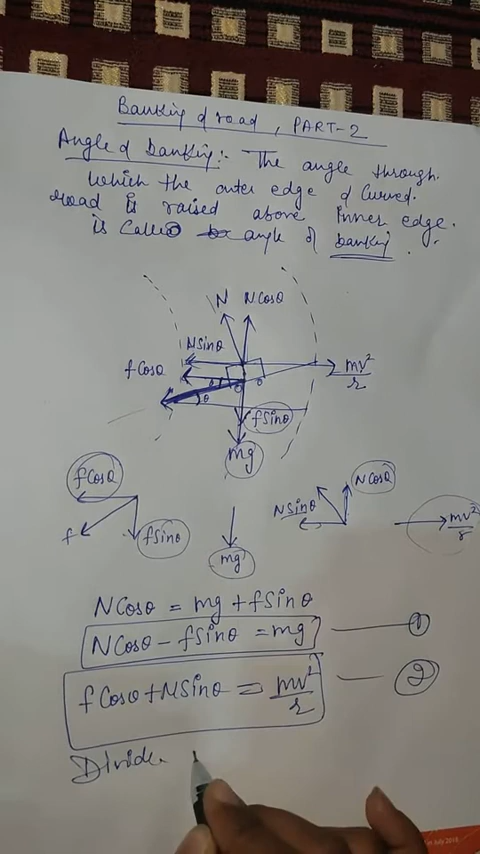 Banking of road, PART-2
Angle of banking:- The angle through
which the outer edge of curved
road is raised above inner edge.
is called angle of banking.
N NCosθ
NSinθ
mv²/r
fCosθ
θ
θ
fSinθ
mg
fCosθ
f
fSinθ
mg
NSinθ
NCosθ
mv²/r
NCosθ = mg + fSinθ
NCosθ - fSinθ = mg — 1
fCosθ + NSinθ = mv²/r — 2
Divide